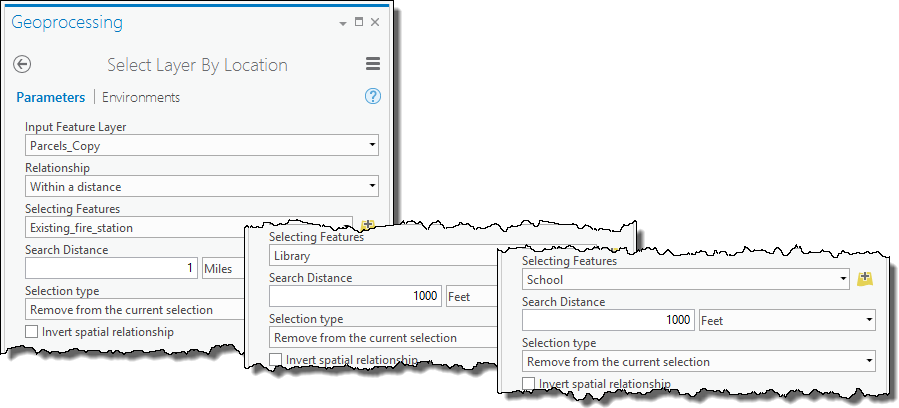 Geoprocessing
Select Layer By Location
Parameters | Environments
Input Feature Layer
Parcels_Copy
Relationship
Within a distance
Selecting Features
Existing_fire_station
Search Distance
1 Miles
Selection type
Remove from the current selection
Invert spatial relationship
Selecting Features
Library
Search Distance
1000 Feet
Selection type
Remove from the current selection
Invert spatial relationship
Selecting Features
School
Search Distance
1000 Feet
Selection type
Remove from the current selection
Invert spatial relationship